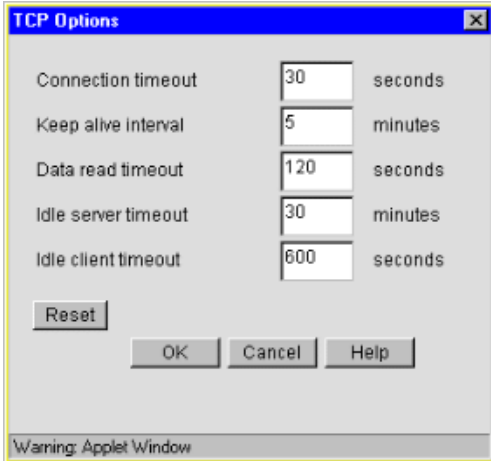 TCP Options
Connection timeout 30 seconds
Keep alive interval 5 minutes
Data read timeout 120 seconds
Idle server timeout 30 minutes
Idle client timeout 600 seconds
Reset
OK Cancel Help
Warning: Applet Window